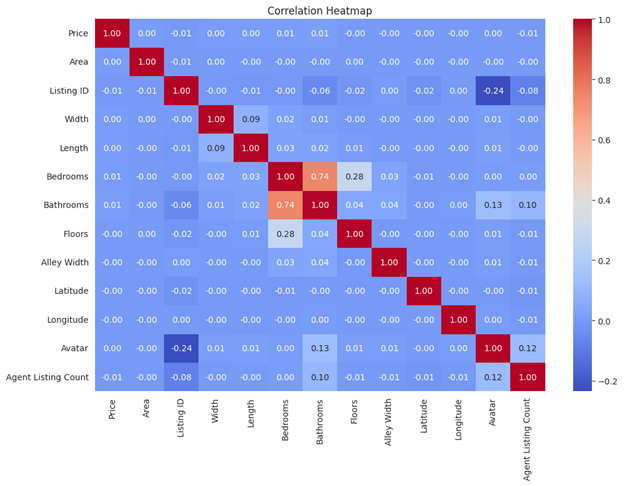 Correlation Heatmap
Price 1.00 0.00 -0.01 0.00 0.00 0.01 0.01 -0.00 -0.00 -0.00 -0.00 0.00 -0.01
Area 0.00 1.00 -0.01 0.00 -0.00 -0.00 -0.00 -0.00 -0.00 -0.00 -0.00 -0.00 -0.00
Listing ID -0.01 -0.01 1.00 -0.00 -0.01 -0.00 -0.06 -0.02 -0.00 -0.02 0.00 -0.24 -0.08
Width 0.00 0.00 -0.00 1.00 0.09 0.02 0.01 -0.00 -0.00 -0.00 -0.00 0.01 -0.00
Length 0.00 -0.00 -0.01 0.09 1.00 0.03 0.02 0.01 -0.00 -0.00 -0.00 0.01 -0.00
Bedrooms 0.01 -0.00 -0.00 0.02 0.03 1.00 0.74 0.28 0.03 -0.01 -0.00 0.00 0.00
Bathrooms 0.01 -0.00 -0.06 0.01 0.02 0.74 1.00 0.04 0.04 -0.00 -0.00 0.13 0.10
Floors -0.00 -0.00 -0.02 -0.00 0.01 0.28 0.04 1.00 -0.00 -0.00 -0.00 0.01 -0.01
Alley Width -0.00 -0.00 -0.00 -0.00 -0.00 0.03 0.04 -0.00 1.00 -0.00 -0.00 0.01 -0.01
Latitude -0.00 -0.00 -0.02 -0.00 -0.00 -0.01 -0.00 -0.00 -0.00 1.00 0.00 -0.00 -0.01
Longitude -0.00 -0.00 0.00 -0.00 -0.00 -0.00 -0.00 -0.00 -0.00 0.00 1.00 0.00 -0.01
Avatar 0.00 -0.00 -0.24 0.01 0.01 0.00 0.13 0.01 0.01 -0.00 0.00 1.00 0.12
Agent Listing Count -0.01 -0.00 -0.08 -0.00 -0.00 0.00 0.10 -0.01 -0.01 -0.01 -0.01 0.12 1.00
Price Area Listing ID Width Length Bedrooms Bathrooms Floors Alley Width Latitude Longitude Avatar Agent Listing Count
1.0
0.8
0.6
0.4
0.2
0.0
−0.2